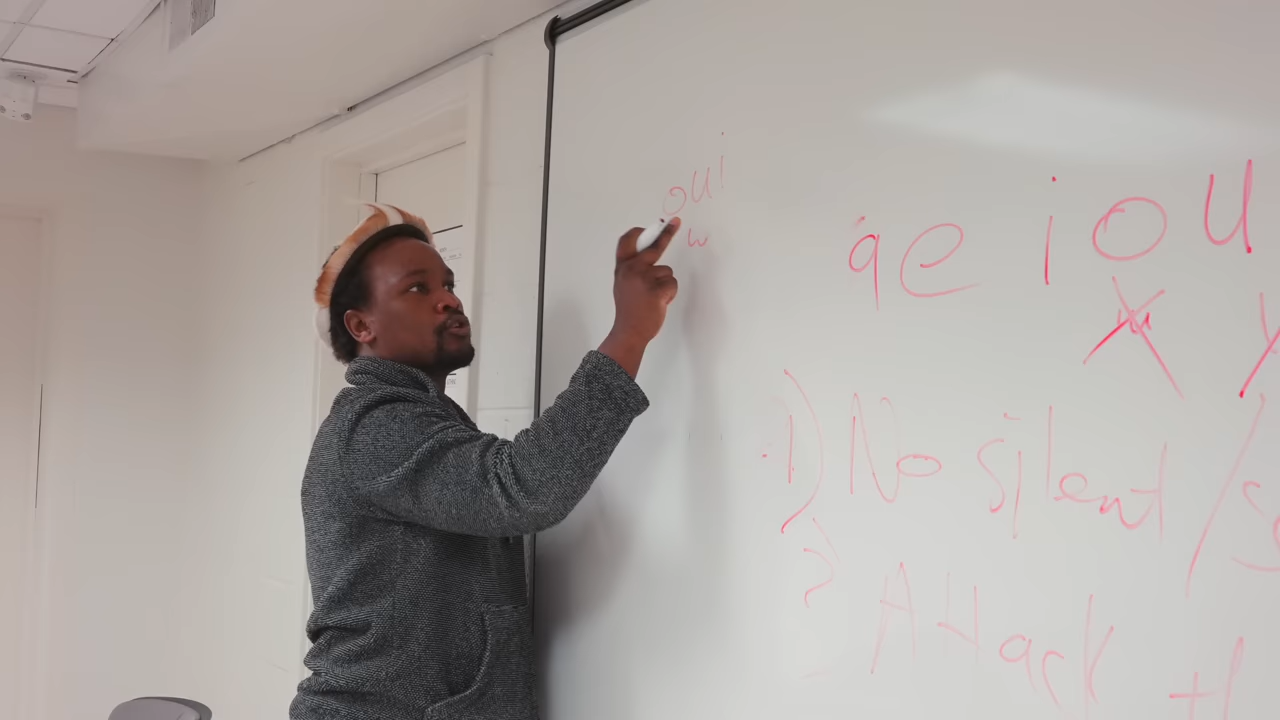 oui
w
a e i o u
y
1) No silent /
2) Attack